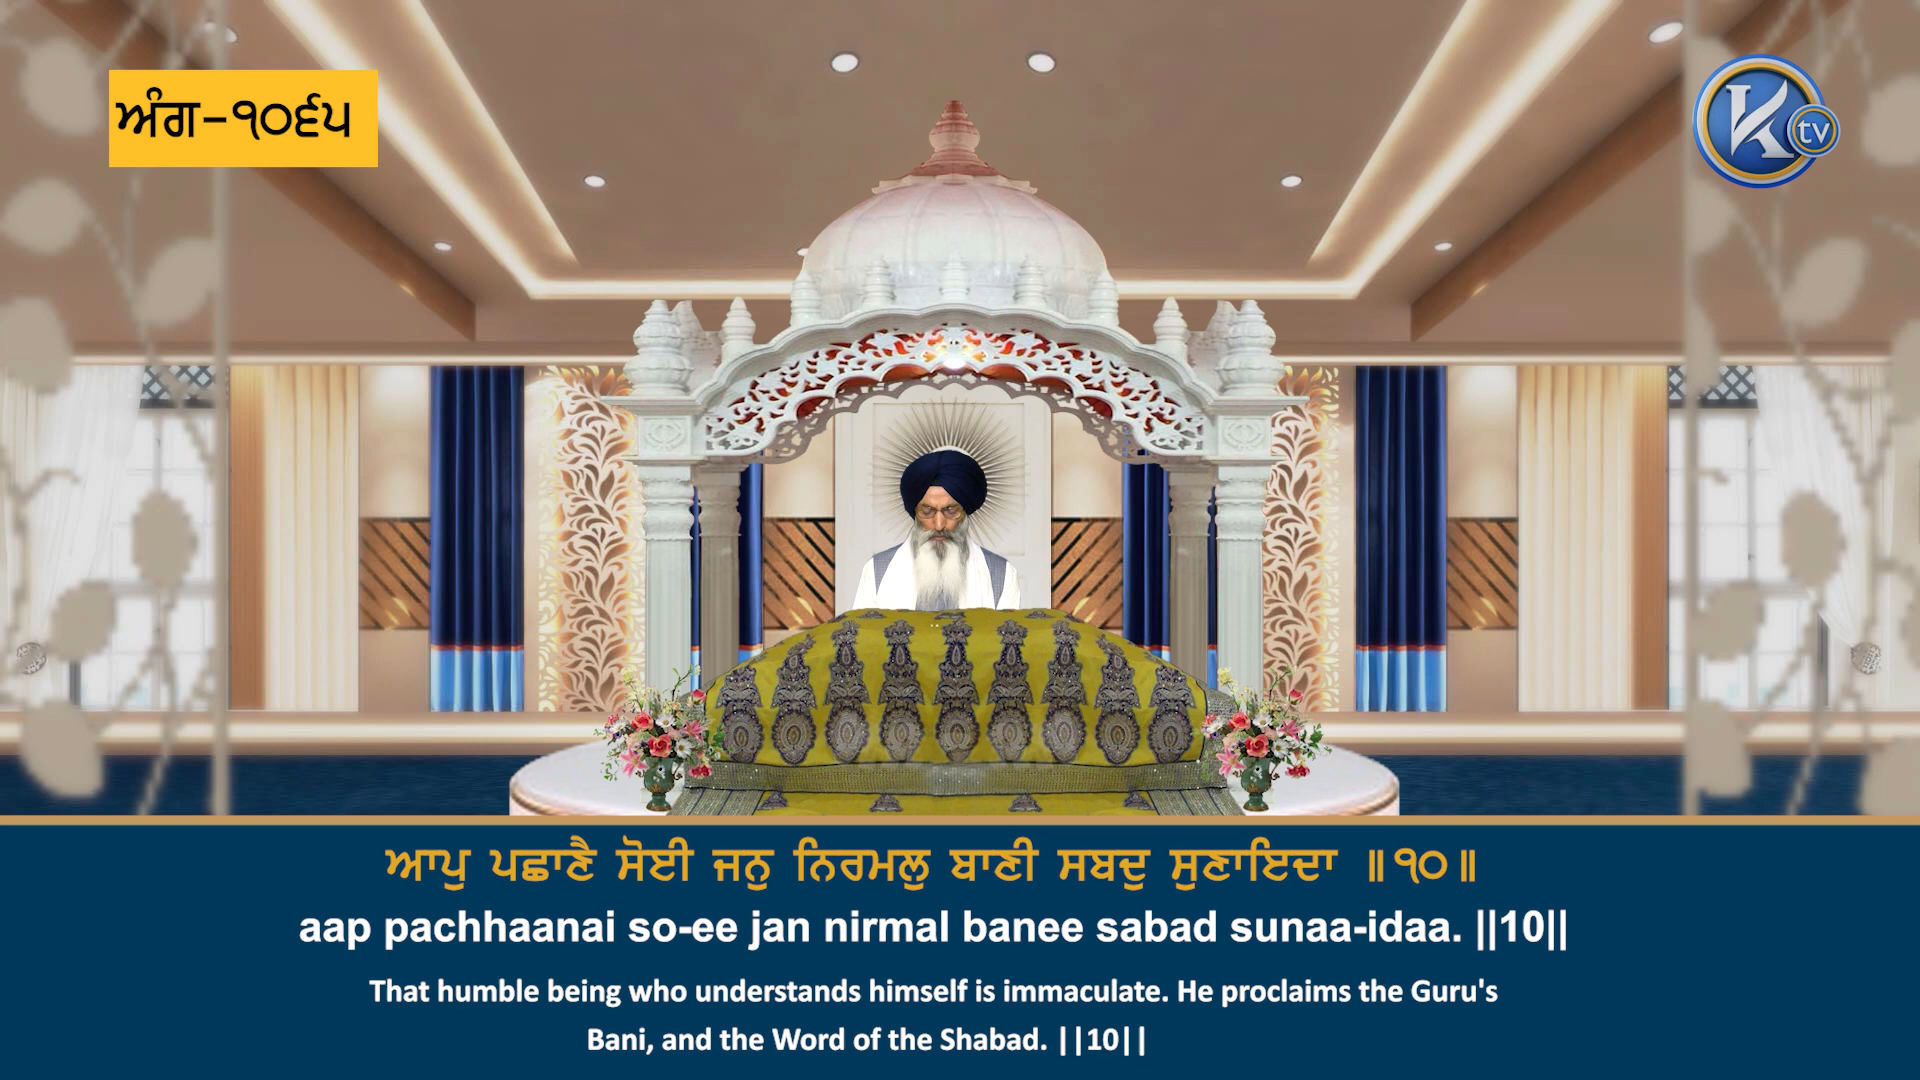 ਅੰਗ-੧੦੬੫
K tv
ਆਪੁ ਪਛਾਣੈ ਸੋਈ ਜਨੁ ਨਿਰਮਲੁ ਬਾਣੀ ਸਬਦੁ ਸੁਣਾਇਦਾ ॥੧੦॥
aap pachhaanai so-ee jan nirmal banee sabad sunaa-idaa. ||10||
That humble being who understands himself is immaculate. He proclaims the Guru's
Bani, and the Word of the Shabad. ||10||